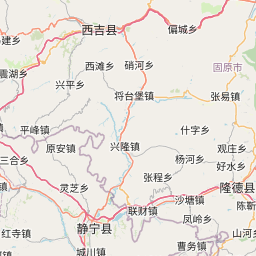 西吉县
偏城乡
马建乡
西滩乡
硝河乡
固原市
震湖乡
兴平乡
将台堡镇
张易镇
平峰镇
什字乡
原安镇
兴隆镇
观庄乡
三合乡
杨河乡
好水乡
张程乡
灵芝乡
隆德县
沙塘镇
联财镇
陈靳
静宁县
凤岭乡
红寺镇
山河乡
城川镇
曹务镇